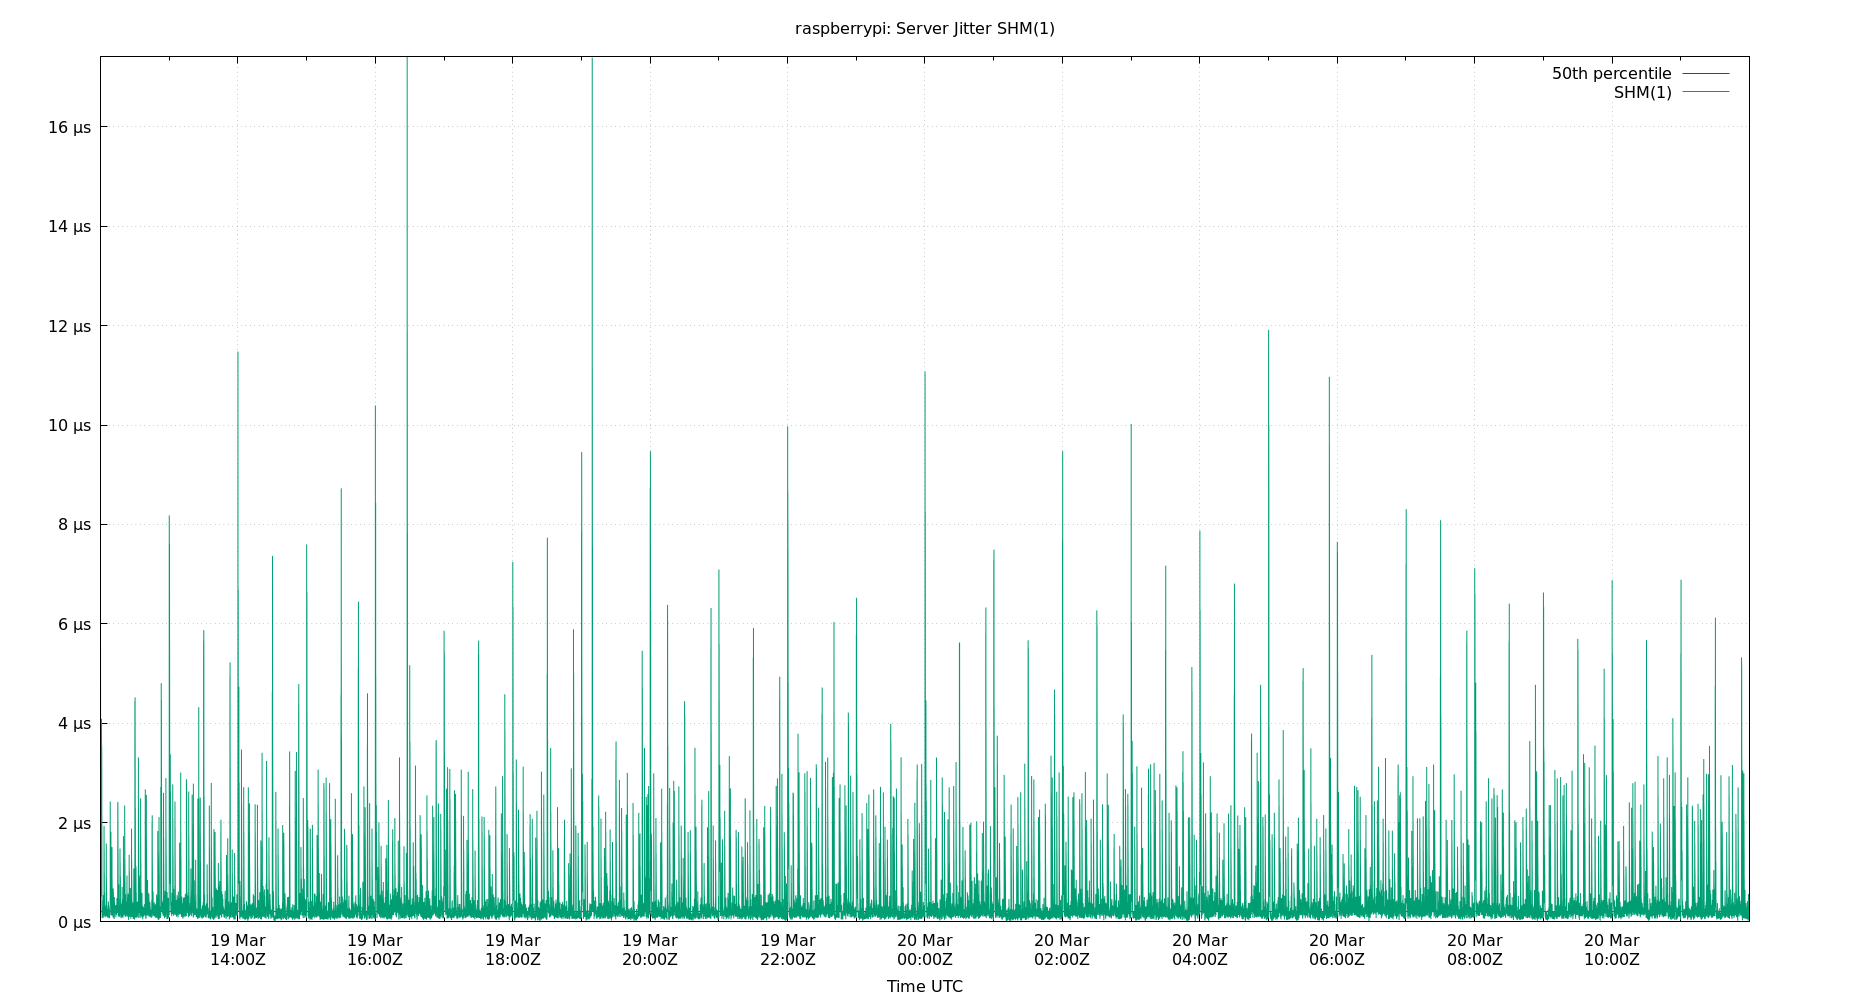 raspberrypi: Server Jitter SHM(1)
50th percentile
SHM(1)
16 µs
14 µs
12 µs
10 µs
8 µs
6 µs
4 µs
2 µs
0 µs
19 Mar 19 Mar 19 Mar 19 Mar 19 Mar 20 Mar 20 Mar 20 Mar 20 Mar 20 Mar 20 Mar
14:00Z 16:00Z 18:00Z 20:00Z 22:00Z 00:00Z 02:00Z 04:00Z 06:00Z 08:00Z 10:00Z
Time UTC